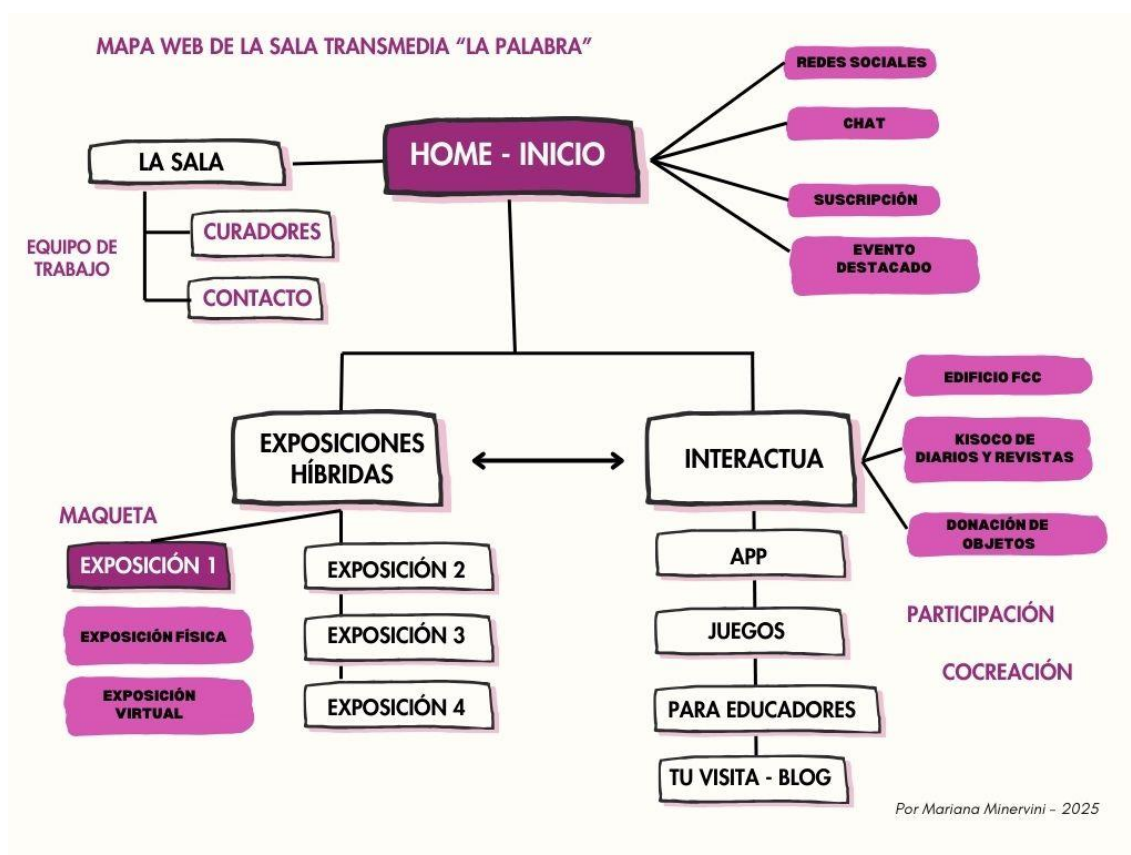 MAPA WEB DE LA SALA TRANSMEDIA “LA PALABRA”
REDES SOCIALES
CHAT
SUSCRIPCIÓN
EVENTO
DESTACADO
HOME - INICIO
LA SALA
CURADORES
EQUIPO DE
TRABAJO
CONTACTO
EXPOSICIONES
HÍBRIDAS
INTERACTUA
EDIFICIO FCC
KISOCO DE
DIARIOS Y REVISTAS
DONACIÓN DE
OBJETOS
MAQUETA
EXPOSICIÓN 1
EXPOSICIÓN FÍSICA
EXPOSICIÓN
VIRTUAL
EXPOSICIÓN 2
EXPOSICIÓN 3
EXPOSICIÓN 4
APP
JUEGOS
PARA EDUCADORES
TU VISITA - BLOG
PARTICIPACIÓN
COCREACIÓN
Por Mariana Minervini - 2025